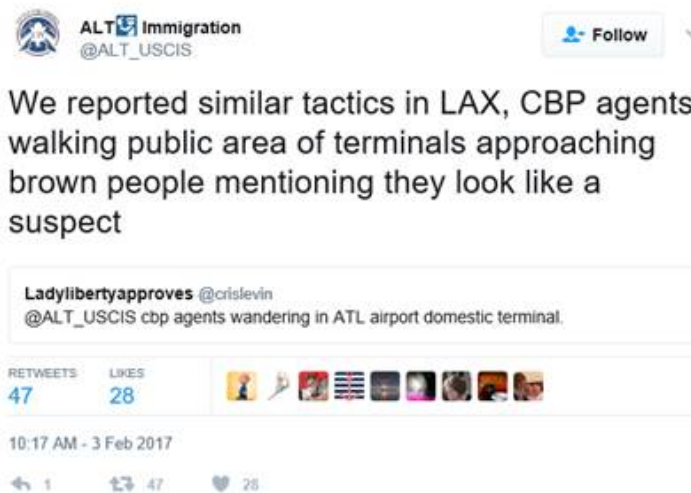 ALT Immigration
@ALT_USCIS
Follow
We reported similar tactics in LAX, CBP agents
walking public area of terminals approaching
brown people mentioning they look like a
suspect
Ladylibertyapproves @crislevin
@ALT_USCIS cbp agents wandering in ATL airport domestic terminal.
RETWEETS LIKES
47 28
10:17 AM - 3 Feb 2017
1 47 28